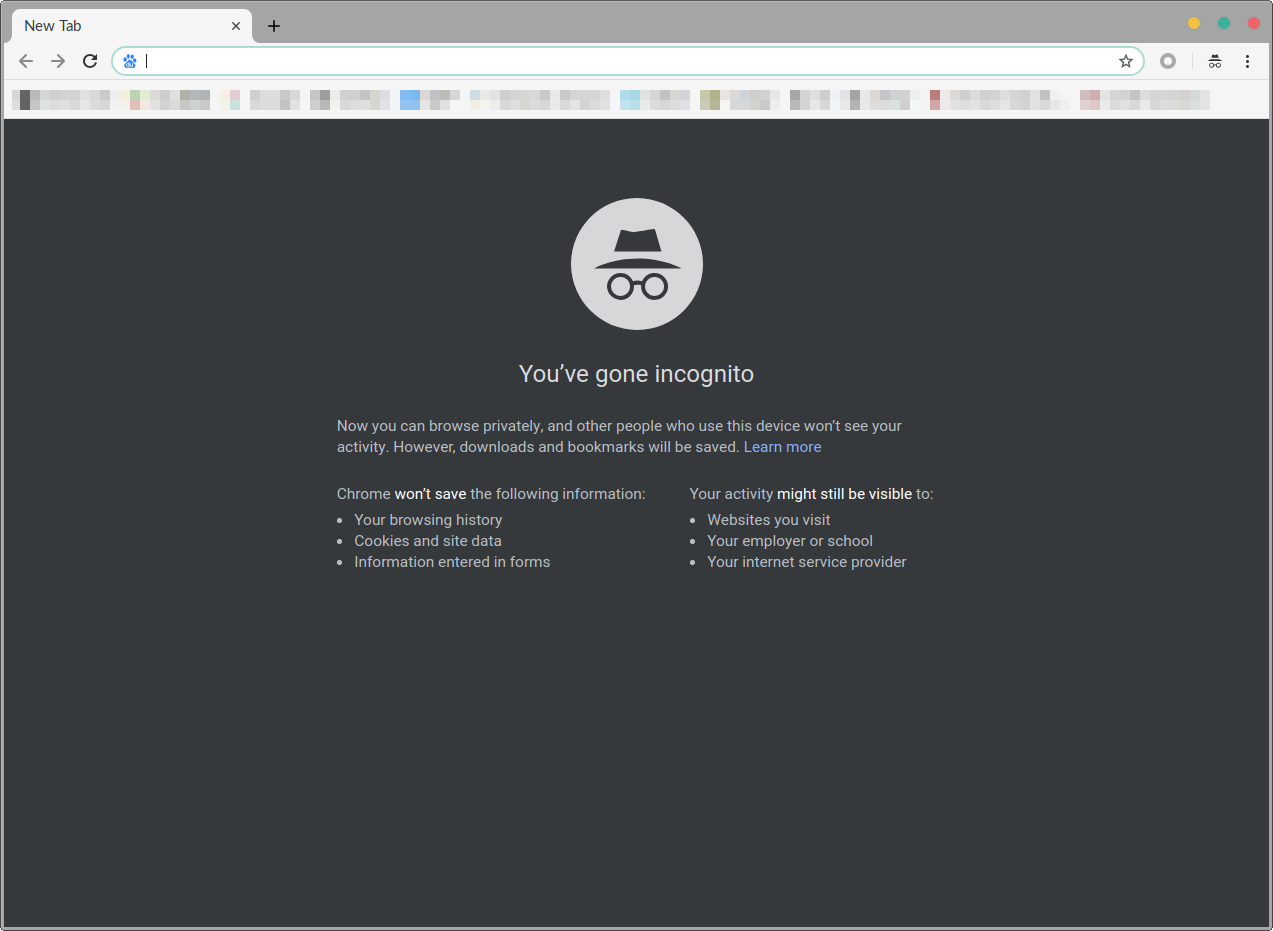 New Tab
You’ve gone incognito
Now you can browse privately, and other people who use this device won’t see your
activity. However, downloads and bookmarks will be saved. Learn more
Chrome won’t save the following information:
Your browsing history
Cookies and site data
Information entered in forms
Your activity might still be visible to:
Websites you visit
Your employer or school
Your internet service provider